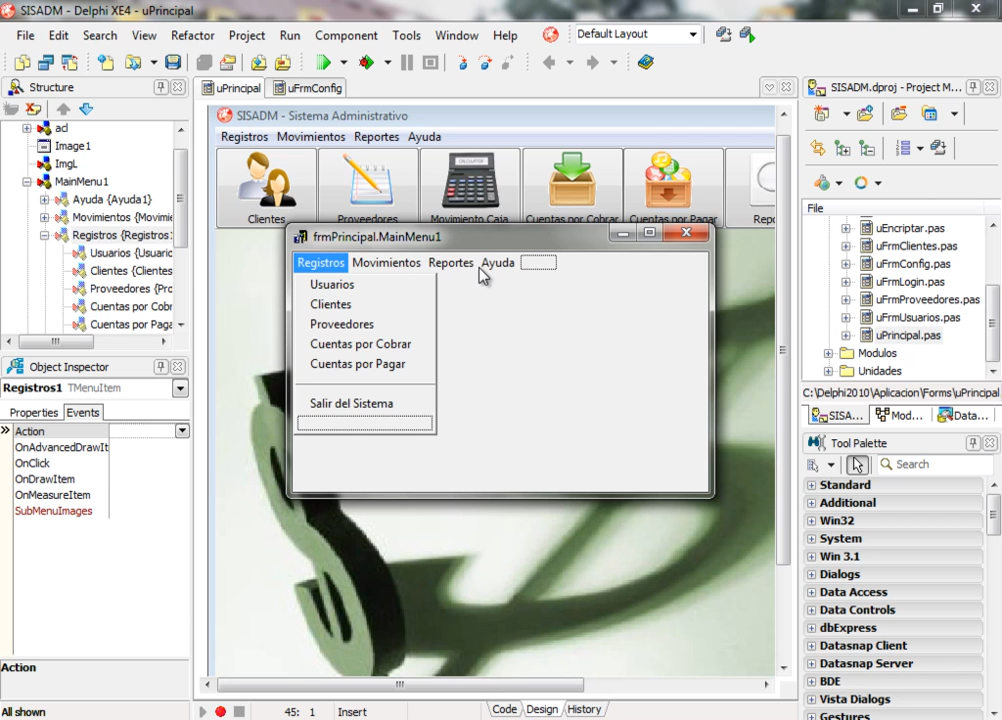 SISADM - Delphi XE4 - uPrincipal
File Edit Search View Refactor Project Run Component Tools Window Help
Default Layout
Structure
ad
Image1
ImgL
MainMenu1
Ayuda {Ayuda1}
Movimientos {Movimie
Registros {Registros1
Usuarios {Usuaric
Clientes {Clientes
Proveedores {Prc
Cuentas por Cobr
Cuentas por Paga
Object Inspector
Registros1 TMenuItem
Properties Events
Action
OnAdvancedDrawIt
OnClick
OnDrawItem
OnMeasureItem
SubMenuImages
Action
All shown
uPrincipal uFrmConfig
SISADM - Sistema Administrativo
Registros Movimientos Reportes Ayuda
Clientes Proveedores Movimiento Caja Cuentas por Cobrar Cuentas por Pagar Repo
frmPrincipal.MainMenu1
Registros Movimientos Reportes Ayuda
Usuarios
Clientes
Proveedores
Cuentas por Cobrar
Cuentas por Pagar
Salir del Sistema
45: 1 Insert Code Design History
SISADM.dproj - Project M...
File
uEncriptar.pas
uFrmClientes.pas
uFrmConfig.pas
uFrmLogin.pas
uFrmProveedores.pas
uFrmUsuarios.pas
uPrincipal.pas
Modulos
Unidades
C:\Delphi2010\Aplicacion\Forms\uPrincipal
SISA... Mod... Data...
Tool Palette
Search
Standard
Additional
Win32
System
Win 3.1
Dialogs
Data Access
Data Controls
dbExpress
Datasnap Client
Datasnap Server
BDE
Vista Dialogs
Gestures